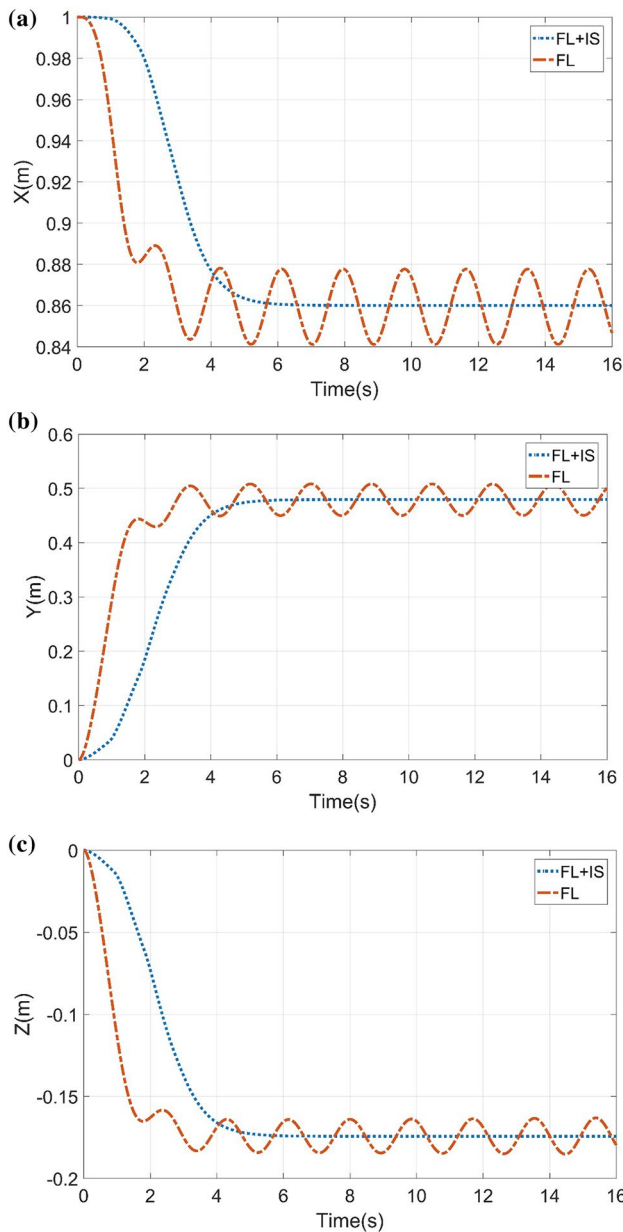 (a)
1
0.98
0.96
0.94
0.92
0.9
0.88
0.86
0.84
X(m)
FL+IS
FL
0 2 4 6 8 10 12 14 16
Time(s)
(b)
0.6
0.5
0.4
0.3
0.2
0.1
0
Y(m)
FL+IS
FL
0 2 4 6 8 10 12 14 16
Time(s)
(c)
0
-0.05
-0.1
-0.15
-0.2
Z(m)
FL+IS
FL
0 2 4 6 8 10 12 14 16
Time(s)